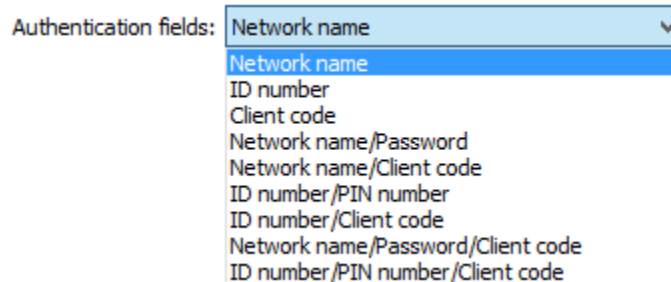 Authentication fields: Network name
Network name
ID number
Client code
Network name/Password
Network name/Client code
ID number/PIN number
ID number/Client code
Network name/Password/Client code
ID number/PIN number/Client code